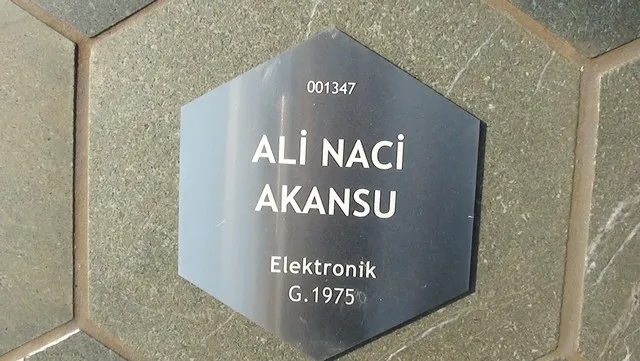 001347
ALİ NACİ
AKANSU
Elektronik
G.1975